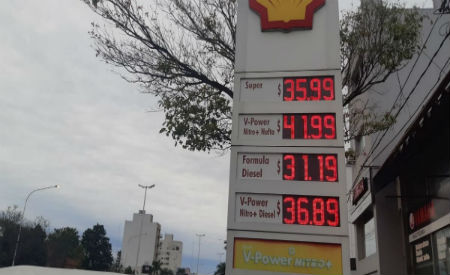 Super $ 35.99
V-Power
Nitro+ Nafta $ 41.99
Formula
Diesel $ 31.19
V-Power
Nitro+ Diesel $ 36.89
V-Power NITRO+